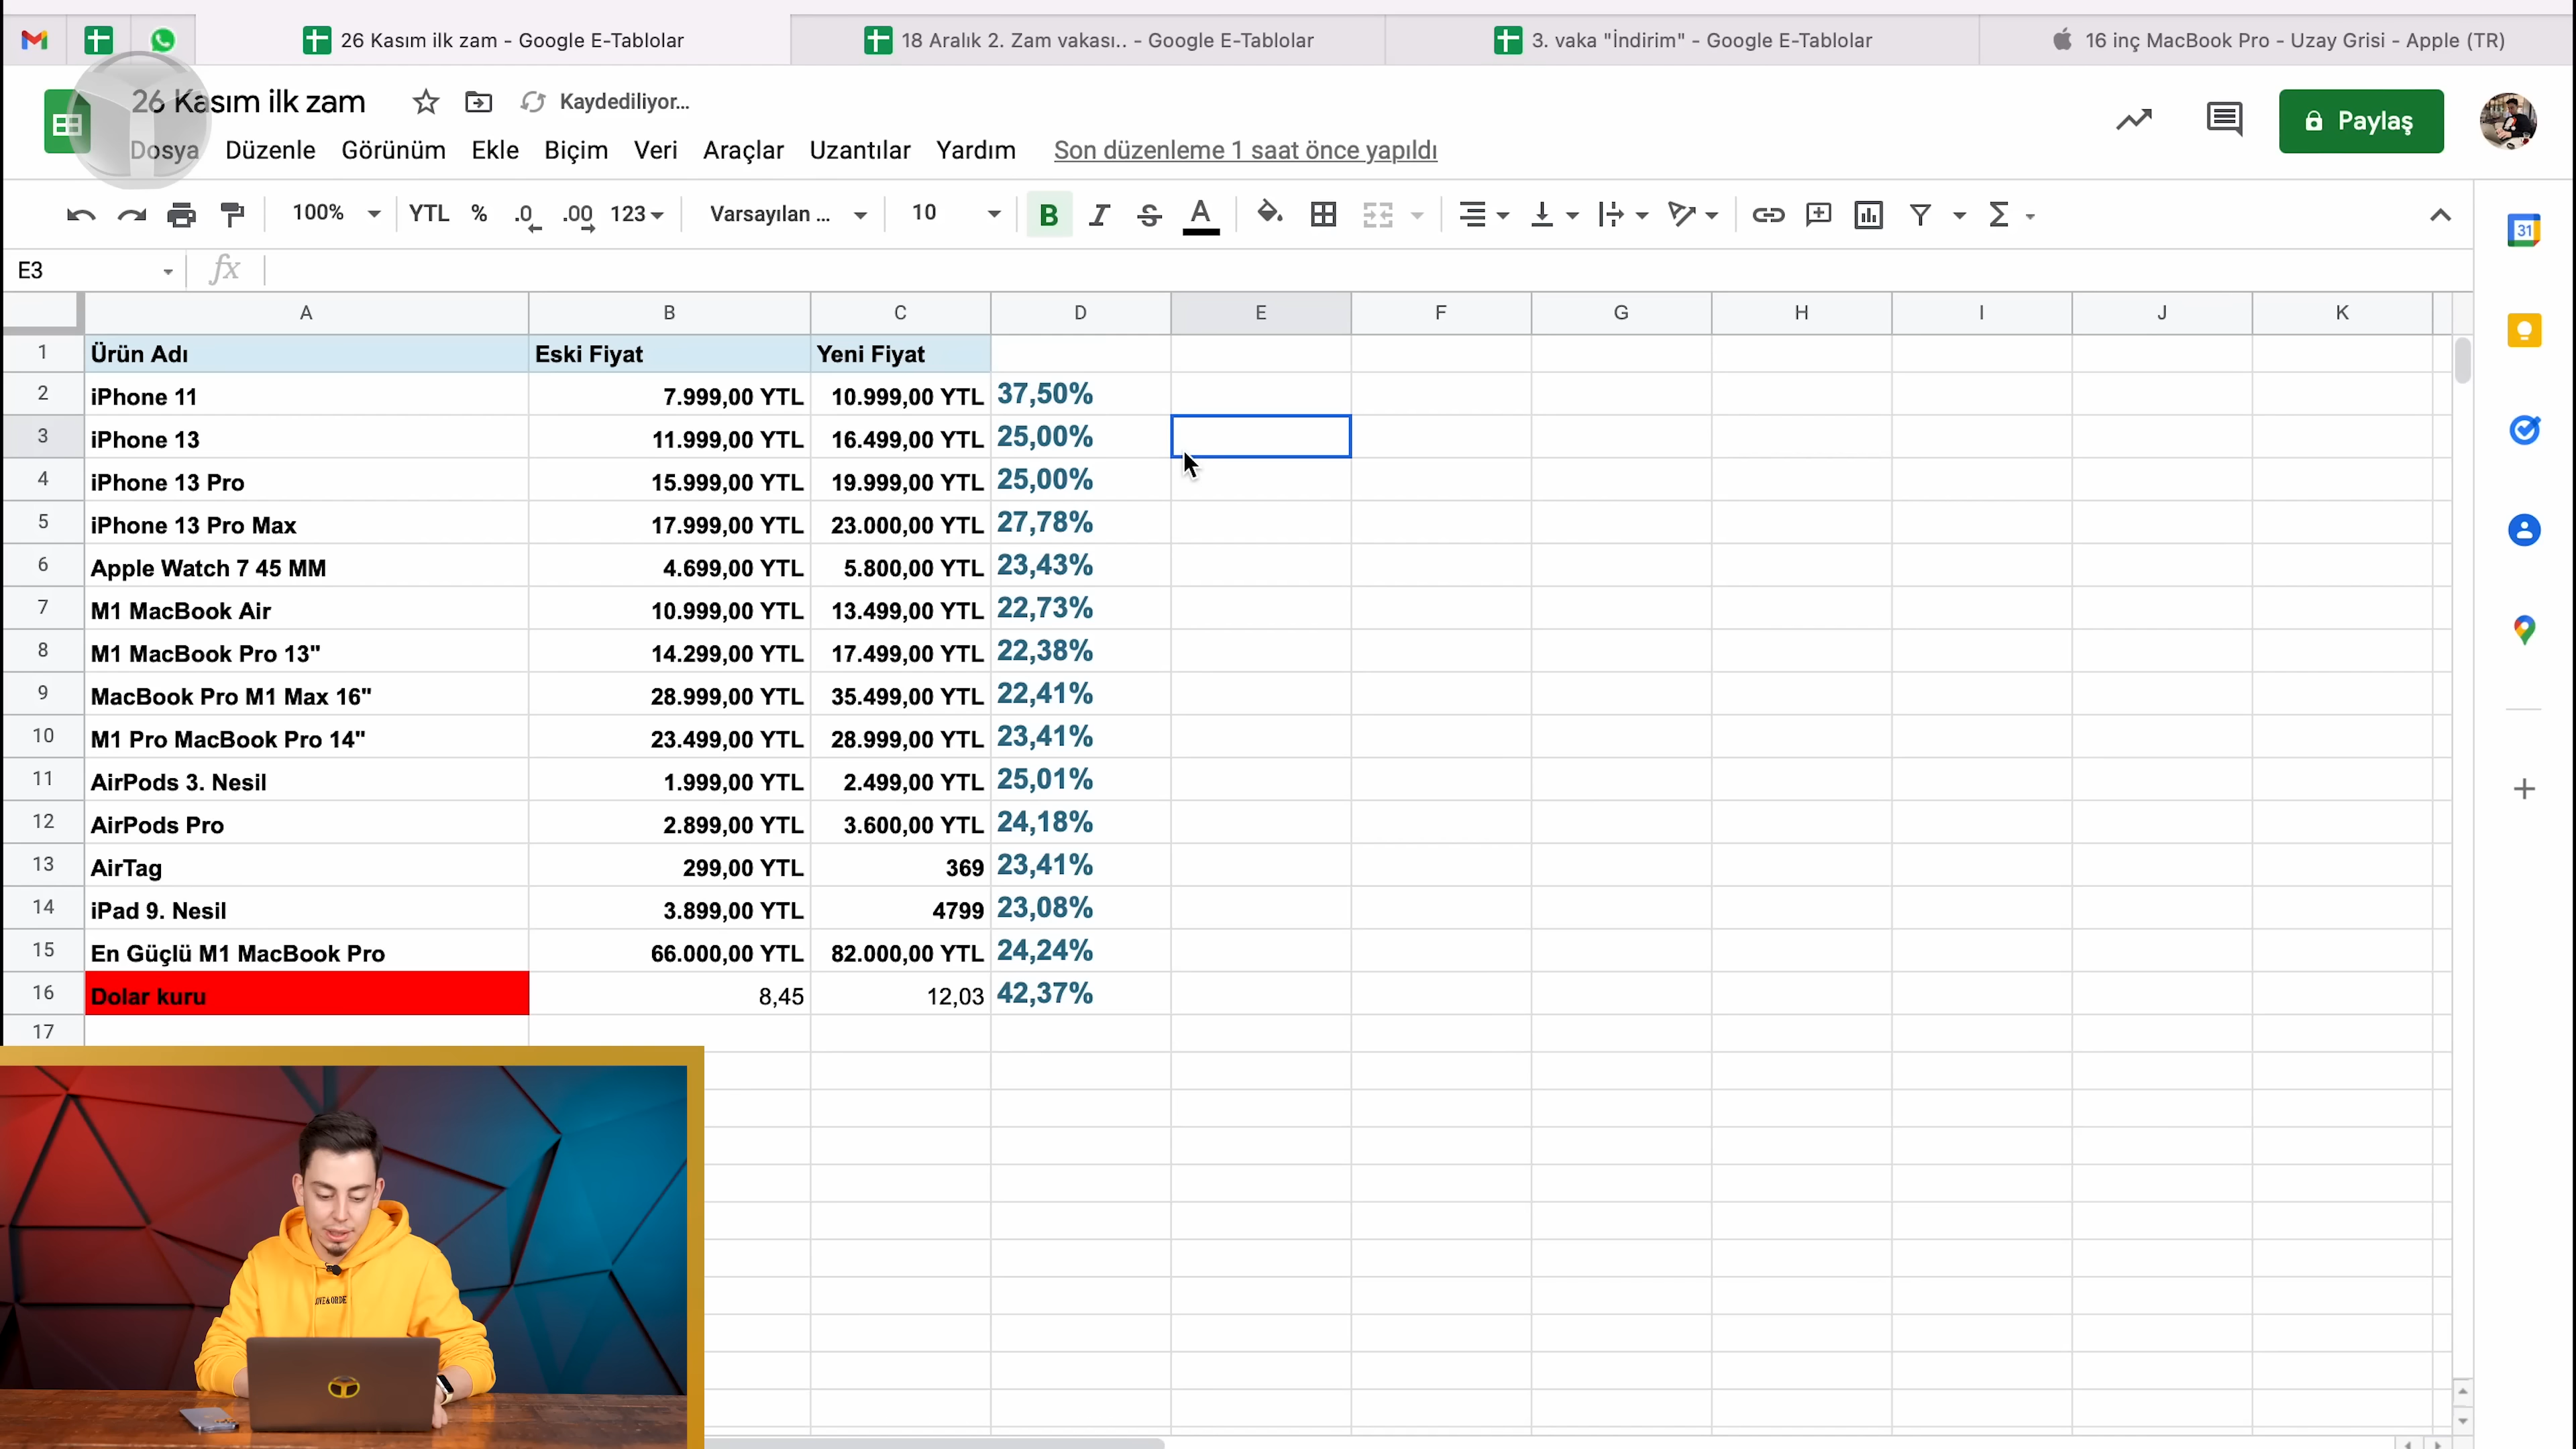 26 Kasım ilk zam - Google E-Tablolar
18 Aralık 2. Zam vakası.. - Google E-Tablolar
3. vaka "İndirim" - Google E-Tablolar
16 inç MacBook Pro - Uzay Grisi - Apple (TR)
26 Kasım ilk zam Kaydediliyor...
Paylaş
Dosya Düzenle Görünüm Ekle Biçim Veri Araçlar Uzantılar Yardım Son düzenleme 1 saat önce yapıldı
100% YTL % .0 .00 123 Varsayılan ... 10 B I S A Σ
31
E3 fx
A B C D E F G H I J K
1 Ürün Adı Eski Fiyat Yeni Fiyat
2 iPhone 11 7.999,00 YTL 10.999,00 YTL 37,50%
3 iPhone 13 11.999,00 YTL 16.499,00 YTL 25,00%
4 iPhone 13 Pro 15.999,00 YTL 19.999,00 YTL 25,00%
5 iPhone 13 Pro Max 17.999,00 YTL 23.000,00 YTL 27,78%
6 Apple Watch 7 45 MM 4.699,00 YTL 5.800,00 YTL 23,43%
7 M1 MacBook Air 10.999,00 YTL 13.499,00 YTL 22,73%
8 M1 MacBook Pro 13" 14.299,00 YTL 17.499,00 YTL 22,38%
9 MacBook Pro M1 Max 16" 28.999,00 YTL 35.499,00 YTL 22,41%
10 M1 Pro MacBook Pro 14" 23.499,00 YTL 28.999,00 YTL 23,41%
11 AirPods 3. Nesil 1.999,00 YTL 2.499,00 YTL 25,01%
12 AirPods Pro 2.899,00 YTL 3.600,00 YTL 24,18%
13 AirTag 299,00 YTL 369 23,41%
14 iPad 9. Nesil 3.899,00 YTL 4799 23,08%
15 En Güçlü M1 MacBook Pro 66.000,00 YTL 82.000,00 YTL 24,24%
16 Dolar kuru 8,45 12,03 42,37%
17